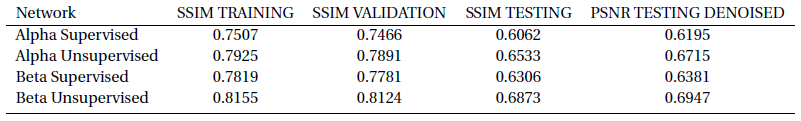 Network SSIM TRAINING SSIM VALIDATION SSIM TESTING PSNR TESTING DENOISED
Alpha Supervised 0.7507 0.7466 0.6062 0.6195
Alpha Unsupervised 0.7925 0.7891 0.6533 0.6715
Beta Supervised 0.7819 0.7781 0.6306 0.6381
Beta Unsupervised 0.8155 0.8124 0.6873 0.6947